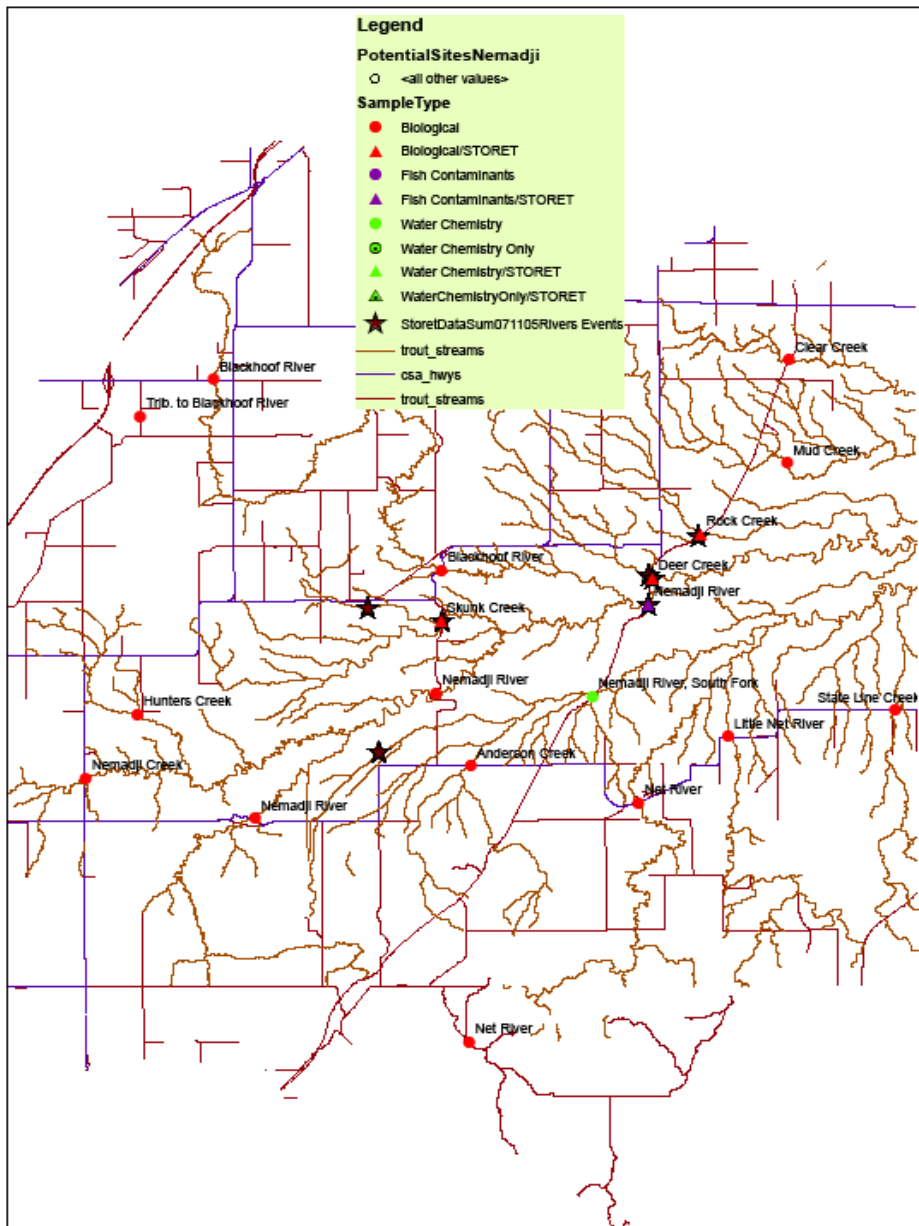 Legend
PotentialSitesNemadji
<all other values>
SampleType
Biological
Biological/STORET
Fish Contaminants
Fish Contaminants/STORET
Water Chemistry
Water Chemistry Only
Water Chemistry/STORET
WaterChemistryOnly/STORET
StoretDataSum071105Rivers Events
trout_streams
csa_hwys
trout_streams
Clear Creek
Blackhoof River
Trib. to Blackhoof River
Mud Creek
Rock Creek
Blackhoof River
Deer Creek
Nemadji River
Skunk Creek
Nemadji River
Nemadji River, South Fork
Hunters Creek
State Line Creek
Little Net River
Nemadji Creek
Anderson Creek
Net River
Nemadji River
Net River